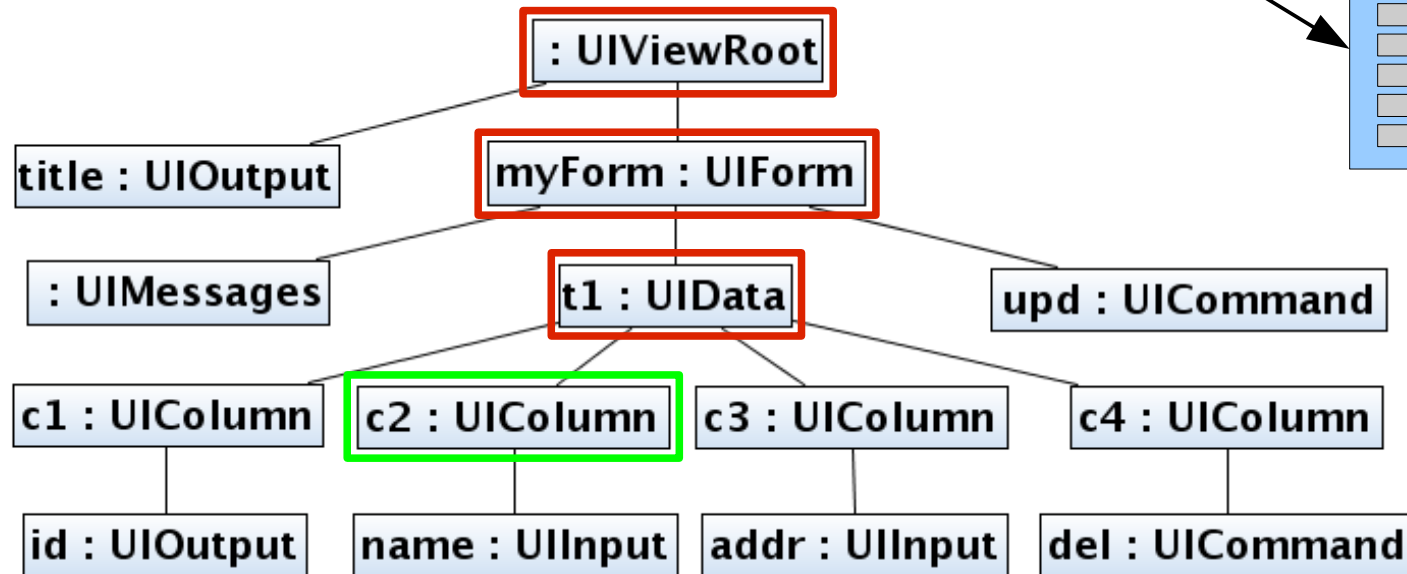 : UIViewRoot
title : UIOutput
myForm : UIForm
: UIMessages
t1 : UIData
upd : UICommand
c1 : UIColumn
c2 : UIColumn
c3 : UIColumn
c4 : UIColumn
id : UIOutput
name : UIInput
addr : UIInput
del : UICommand